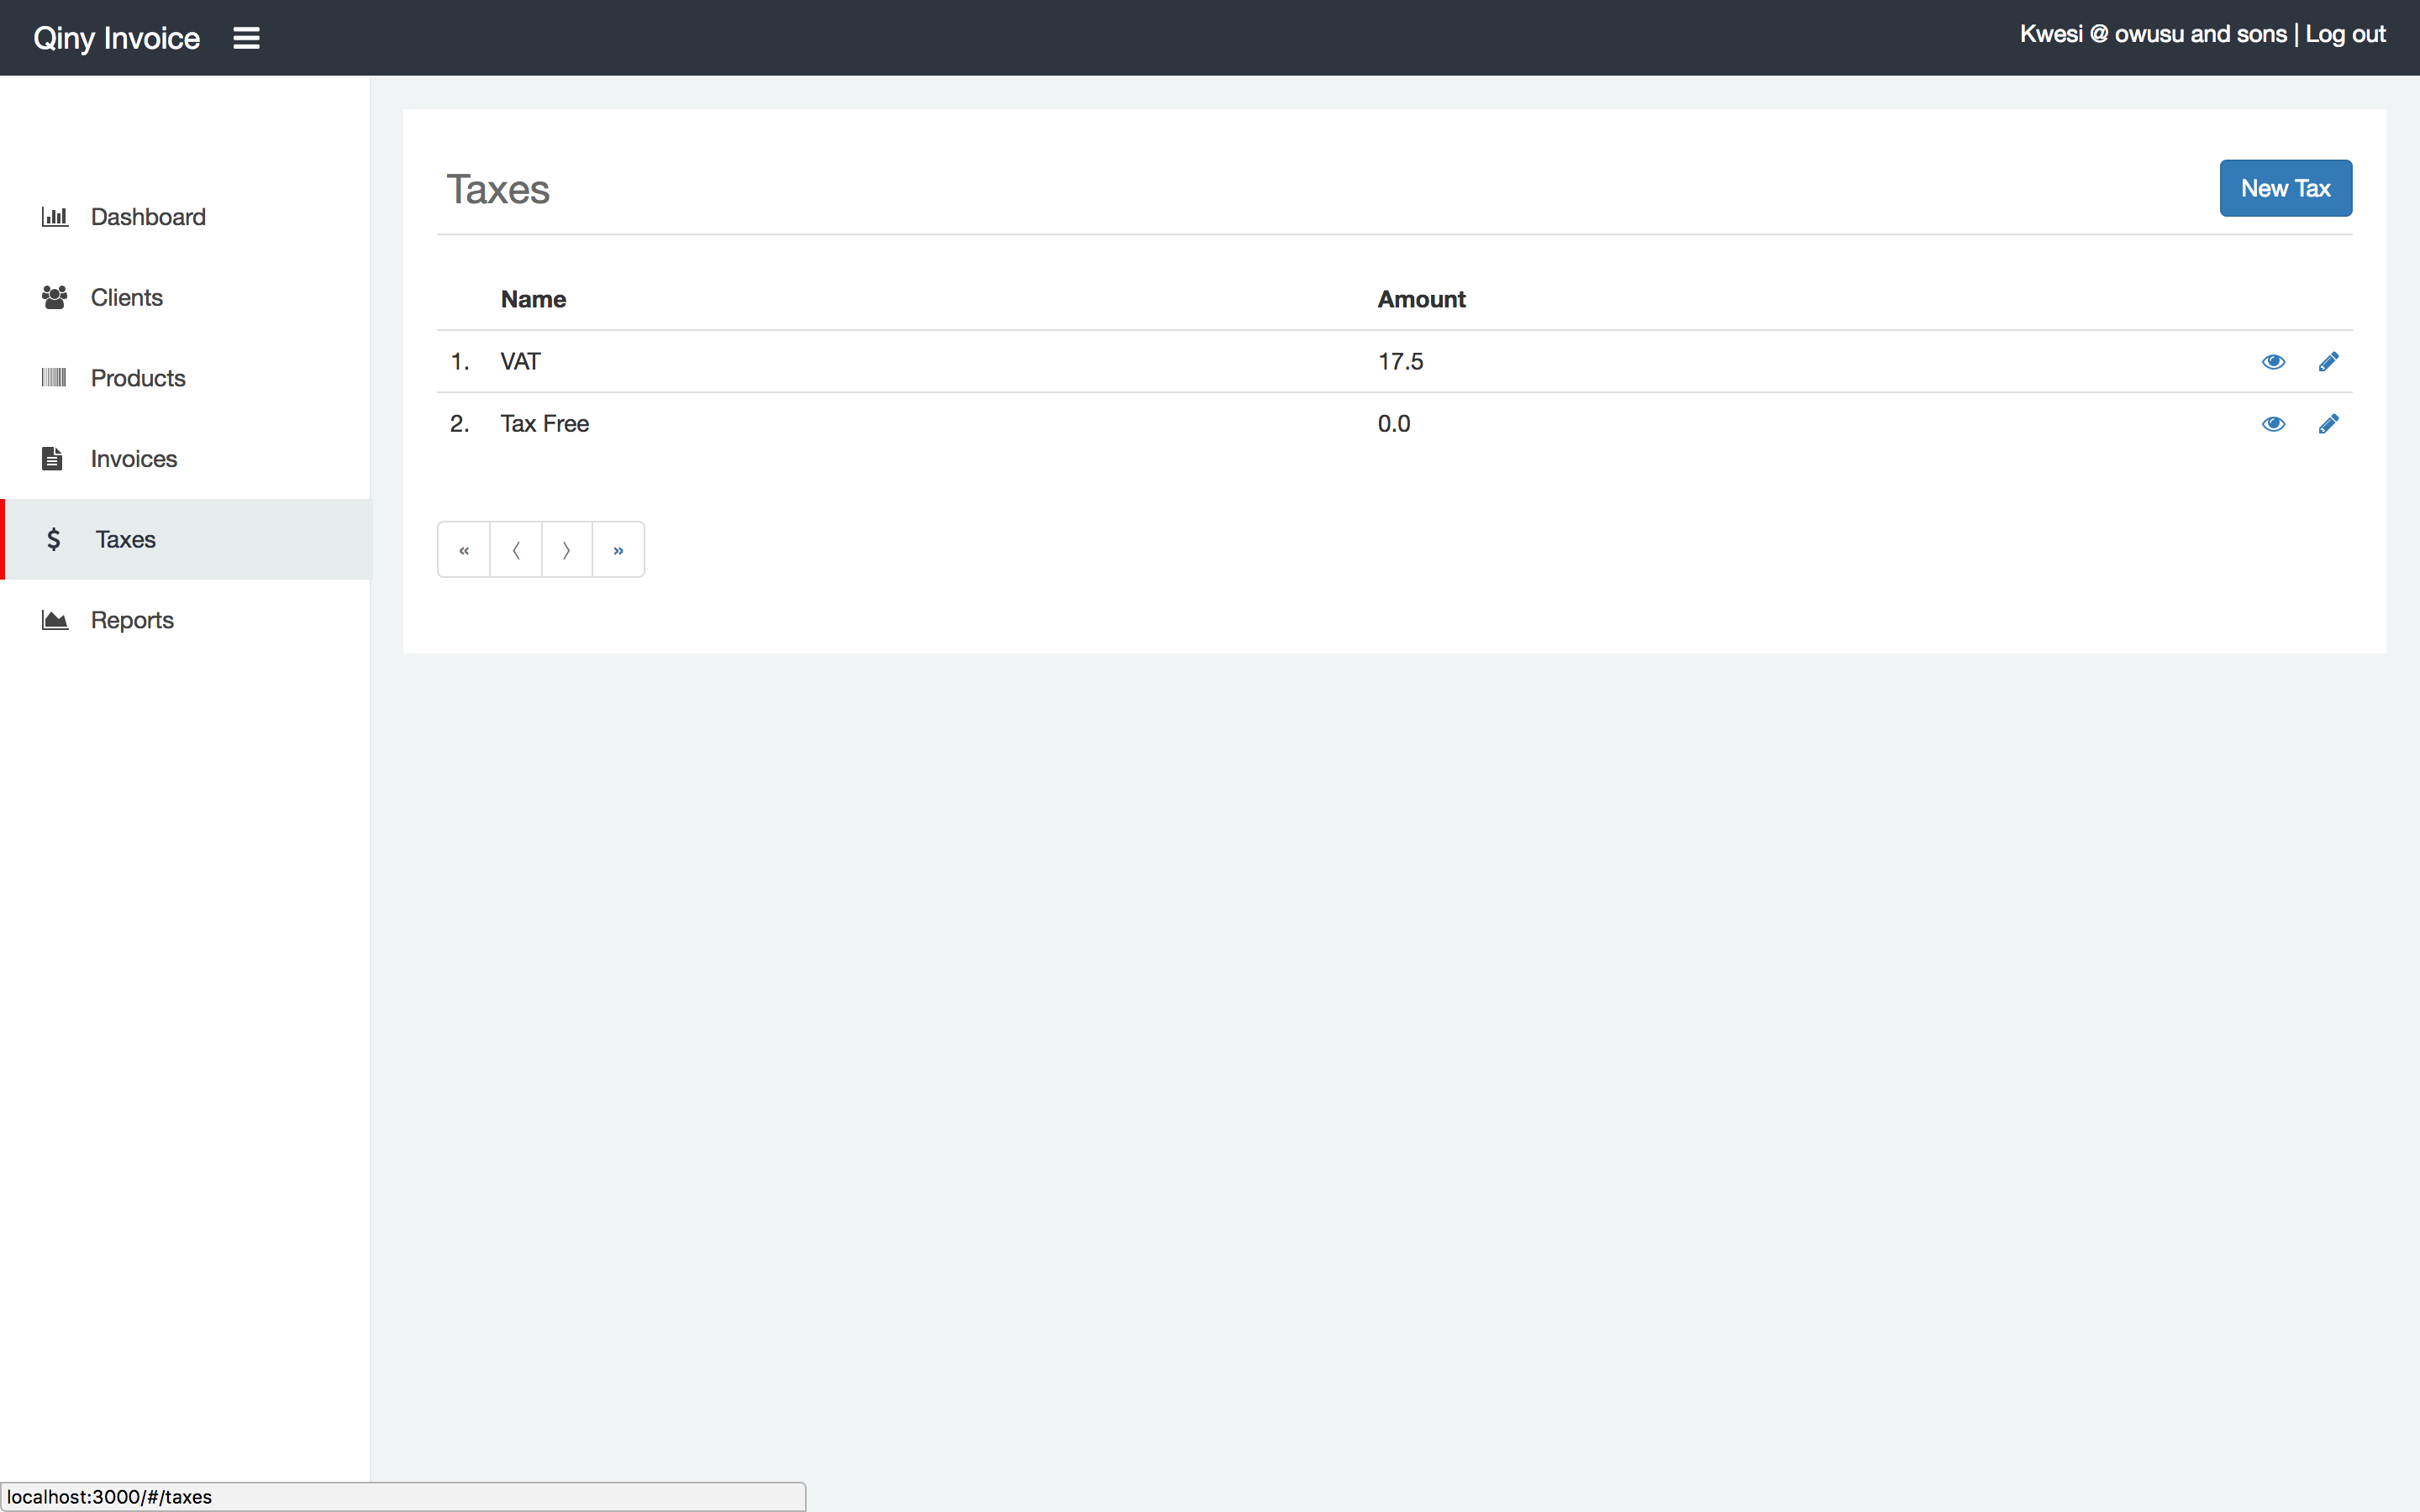 Qiny Invoice
Kwesi @ owusu and sons | Log out
Dashboard
Clients
Products
Invoices
$ Taxes
Reports
Taxes
New Tax
Name Amount
1. VAT 17.5
2. Tax Free 0.0
« 〈 〉 »
localhost:3000/#/taxes